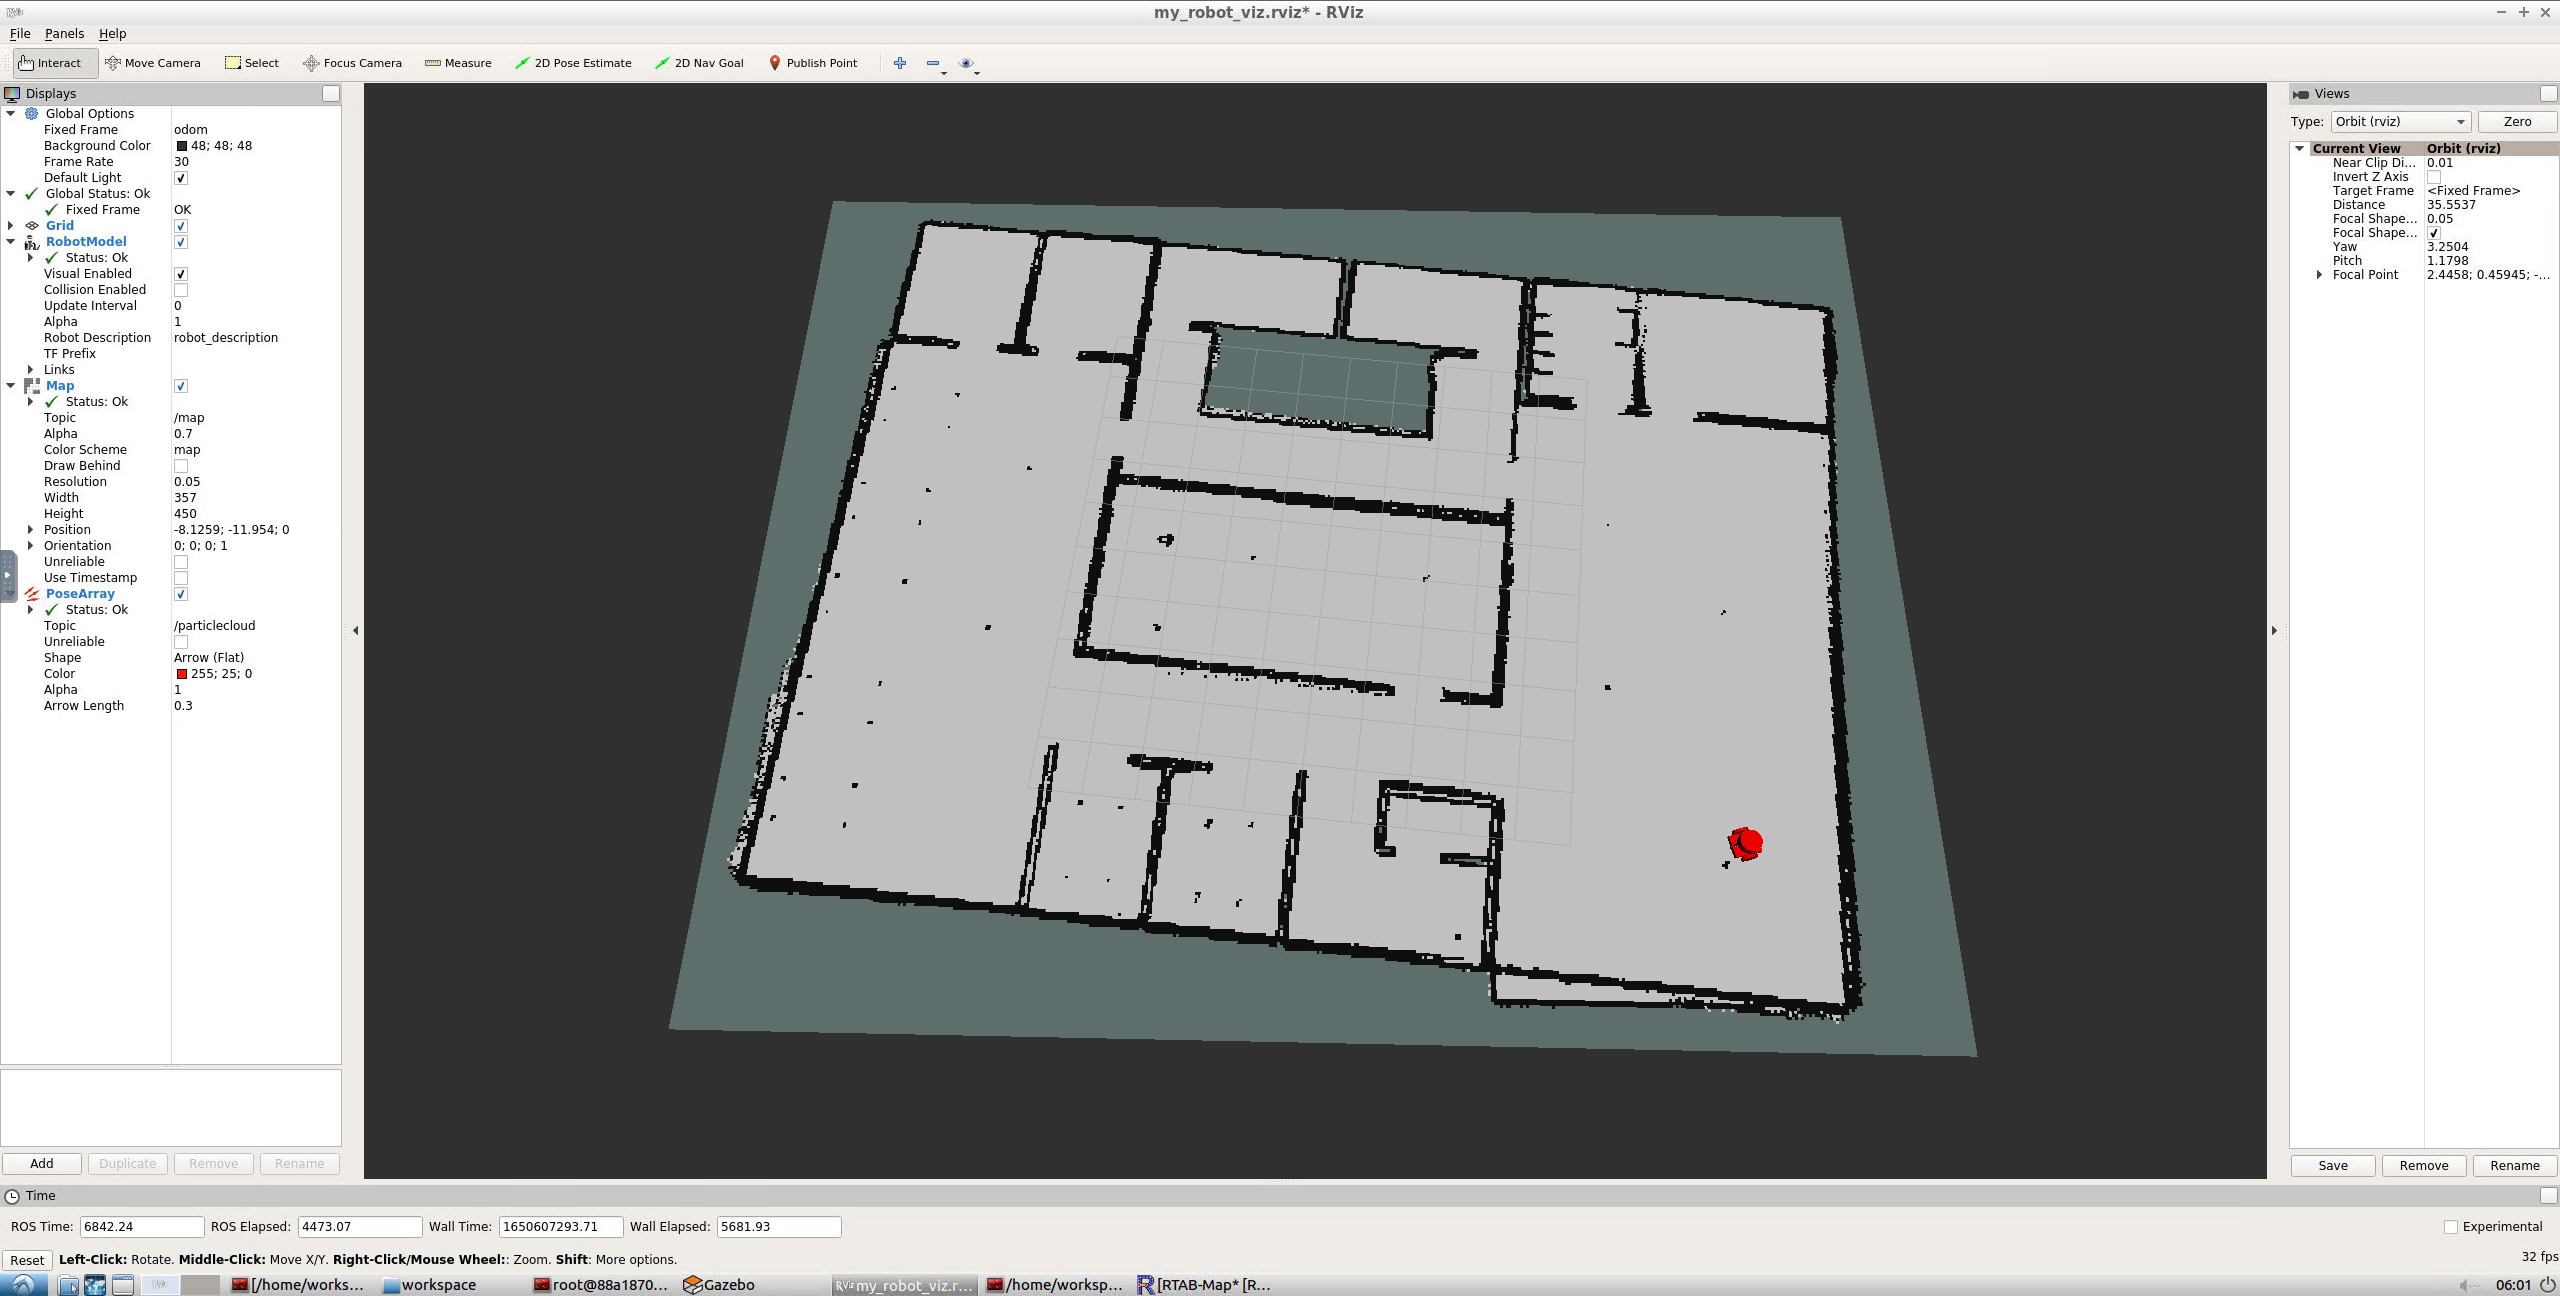 RViz
my_robot_viz.rviz* - RViz
File Panels Help
Interact Move Camera Select Focus Camera Measure 2D Pose Estimate 2D Nav Goal Publish Point
Displays
Global Options
Fixed Frame odom
Background Color 48; 48; 48
Frame Rate 30
Default Light
Global Status: Ok
Fixed Frame OK
Grid
RobotModel
Status: Ok
Visual Enabled
Collision Enabled
Update Interval 0
Alpha 1
Robot Description robot_description
TF Prefix
Links
Map
Status: Ok
Topic /map
Alpha 0.7
Color Scheme map
Draw Behind
Resolution 0.05
Width 357
Height 450
Position -8.1259; -11.954; 0
Orientation 0; 0; 0; 1
Unreliable
Use Timestamp
PoseArray
Status: Ok
Topic /particlecloud
Unreliable
Shape Arrow (Flat)
Color 255; 25; 0
Alpha 1
Arrow Length 0.3
Add Duplicate Remove Rename
Views
Type: Orbit (rviz) Zero
Current View Orbit (rviz)
Near Clip Di... 0.01
Invert Z Axis
Target Frame <Fixed Frame>
Distance 35.5537
Focal Shape... 0.05
Focal Shape...
Yaw 3.2504
Pitch 1.1798
Focal Point 2.4458; 0.45945; -...
Save Remove Rename
Time
ROS Time: 6842.24 ROS Elapsed: 4473.07 Wall Time: 1650607293.71 Wall Elapsed: 5681.93 Experimental
Reset Left-Click: Rotate. Middle-Click: Move X/Y. Right-Click/Mouse Wheel:: Zoom. Shift: More options. 32 fps
RViz [/home/works... workspace root@88a1870... Gazebo RViz my_robot_viz.r... /home/worksp... [RTAB-Map* [R... 06:01